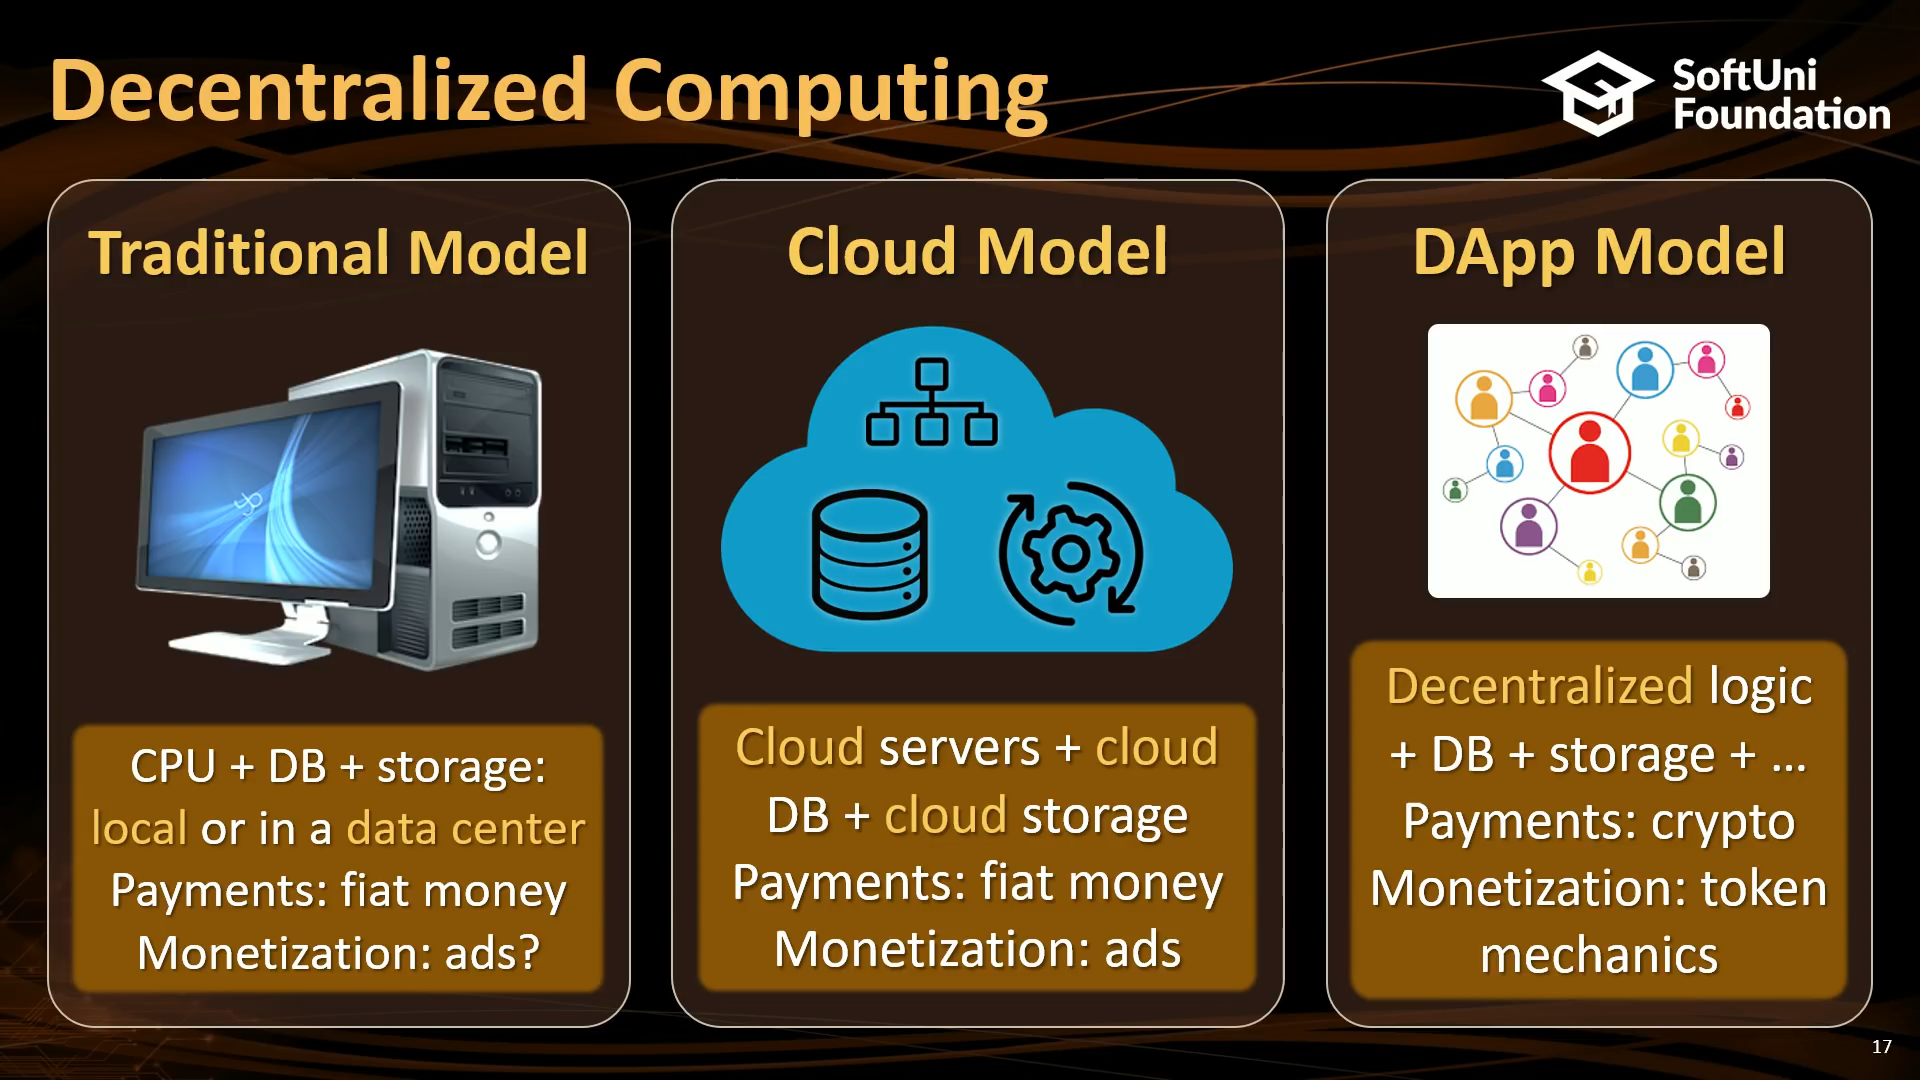 Decentralized Computing
SoftUni
Foundation
Traditional Model
CPU + DB + storage:
local or in a data center
Payments: fiat money
Monetization: ads?
Cloud Model
Cloud servers + cloud
DB + cloud storage
Payments: fiat money
Monetization: ads
DApp Model
Decentralized logic
+ DB + storage + ...
Payments: crypto
Monetization: token
mechanics
17